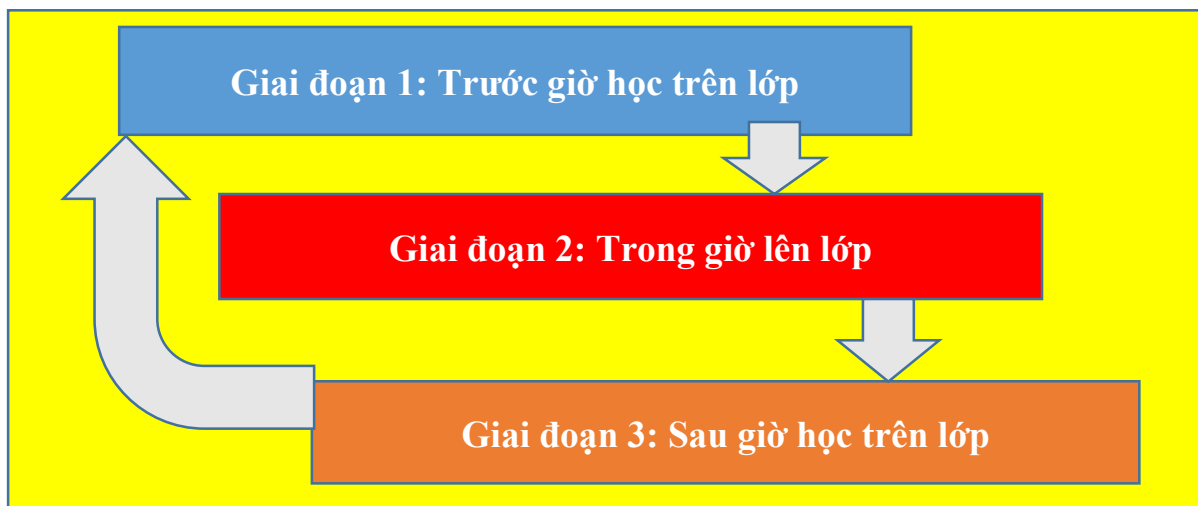 Giai đoạn 1: Trước giờ học trên lớp
Giai đoạn 2: Trong giờ lên lớp
Giai đoạn 3: Sau giờ học trên lớp